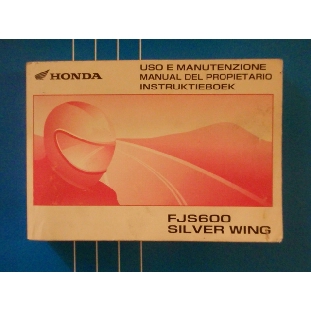 HONDA
USO E MANUTENZIONE
MANUAL DEL PROPIETARIO
INSTRUKTIEBOEK
FJS600
SILVER WING